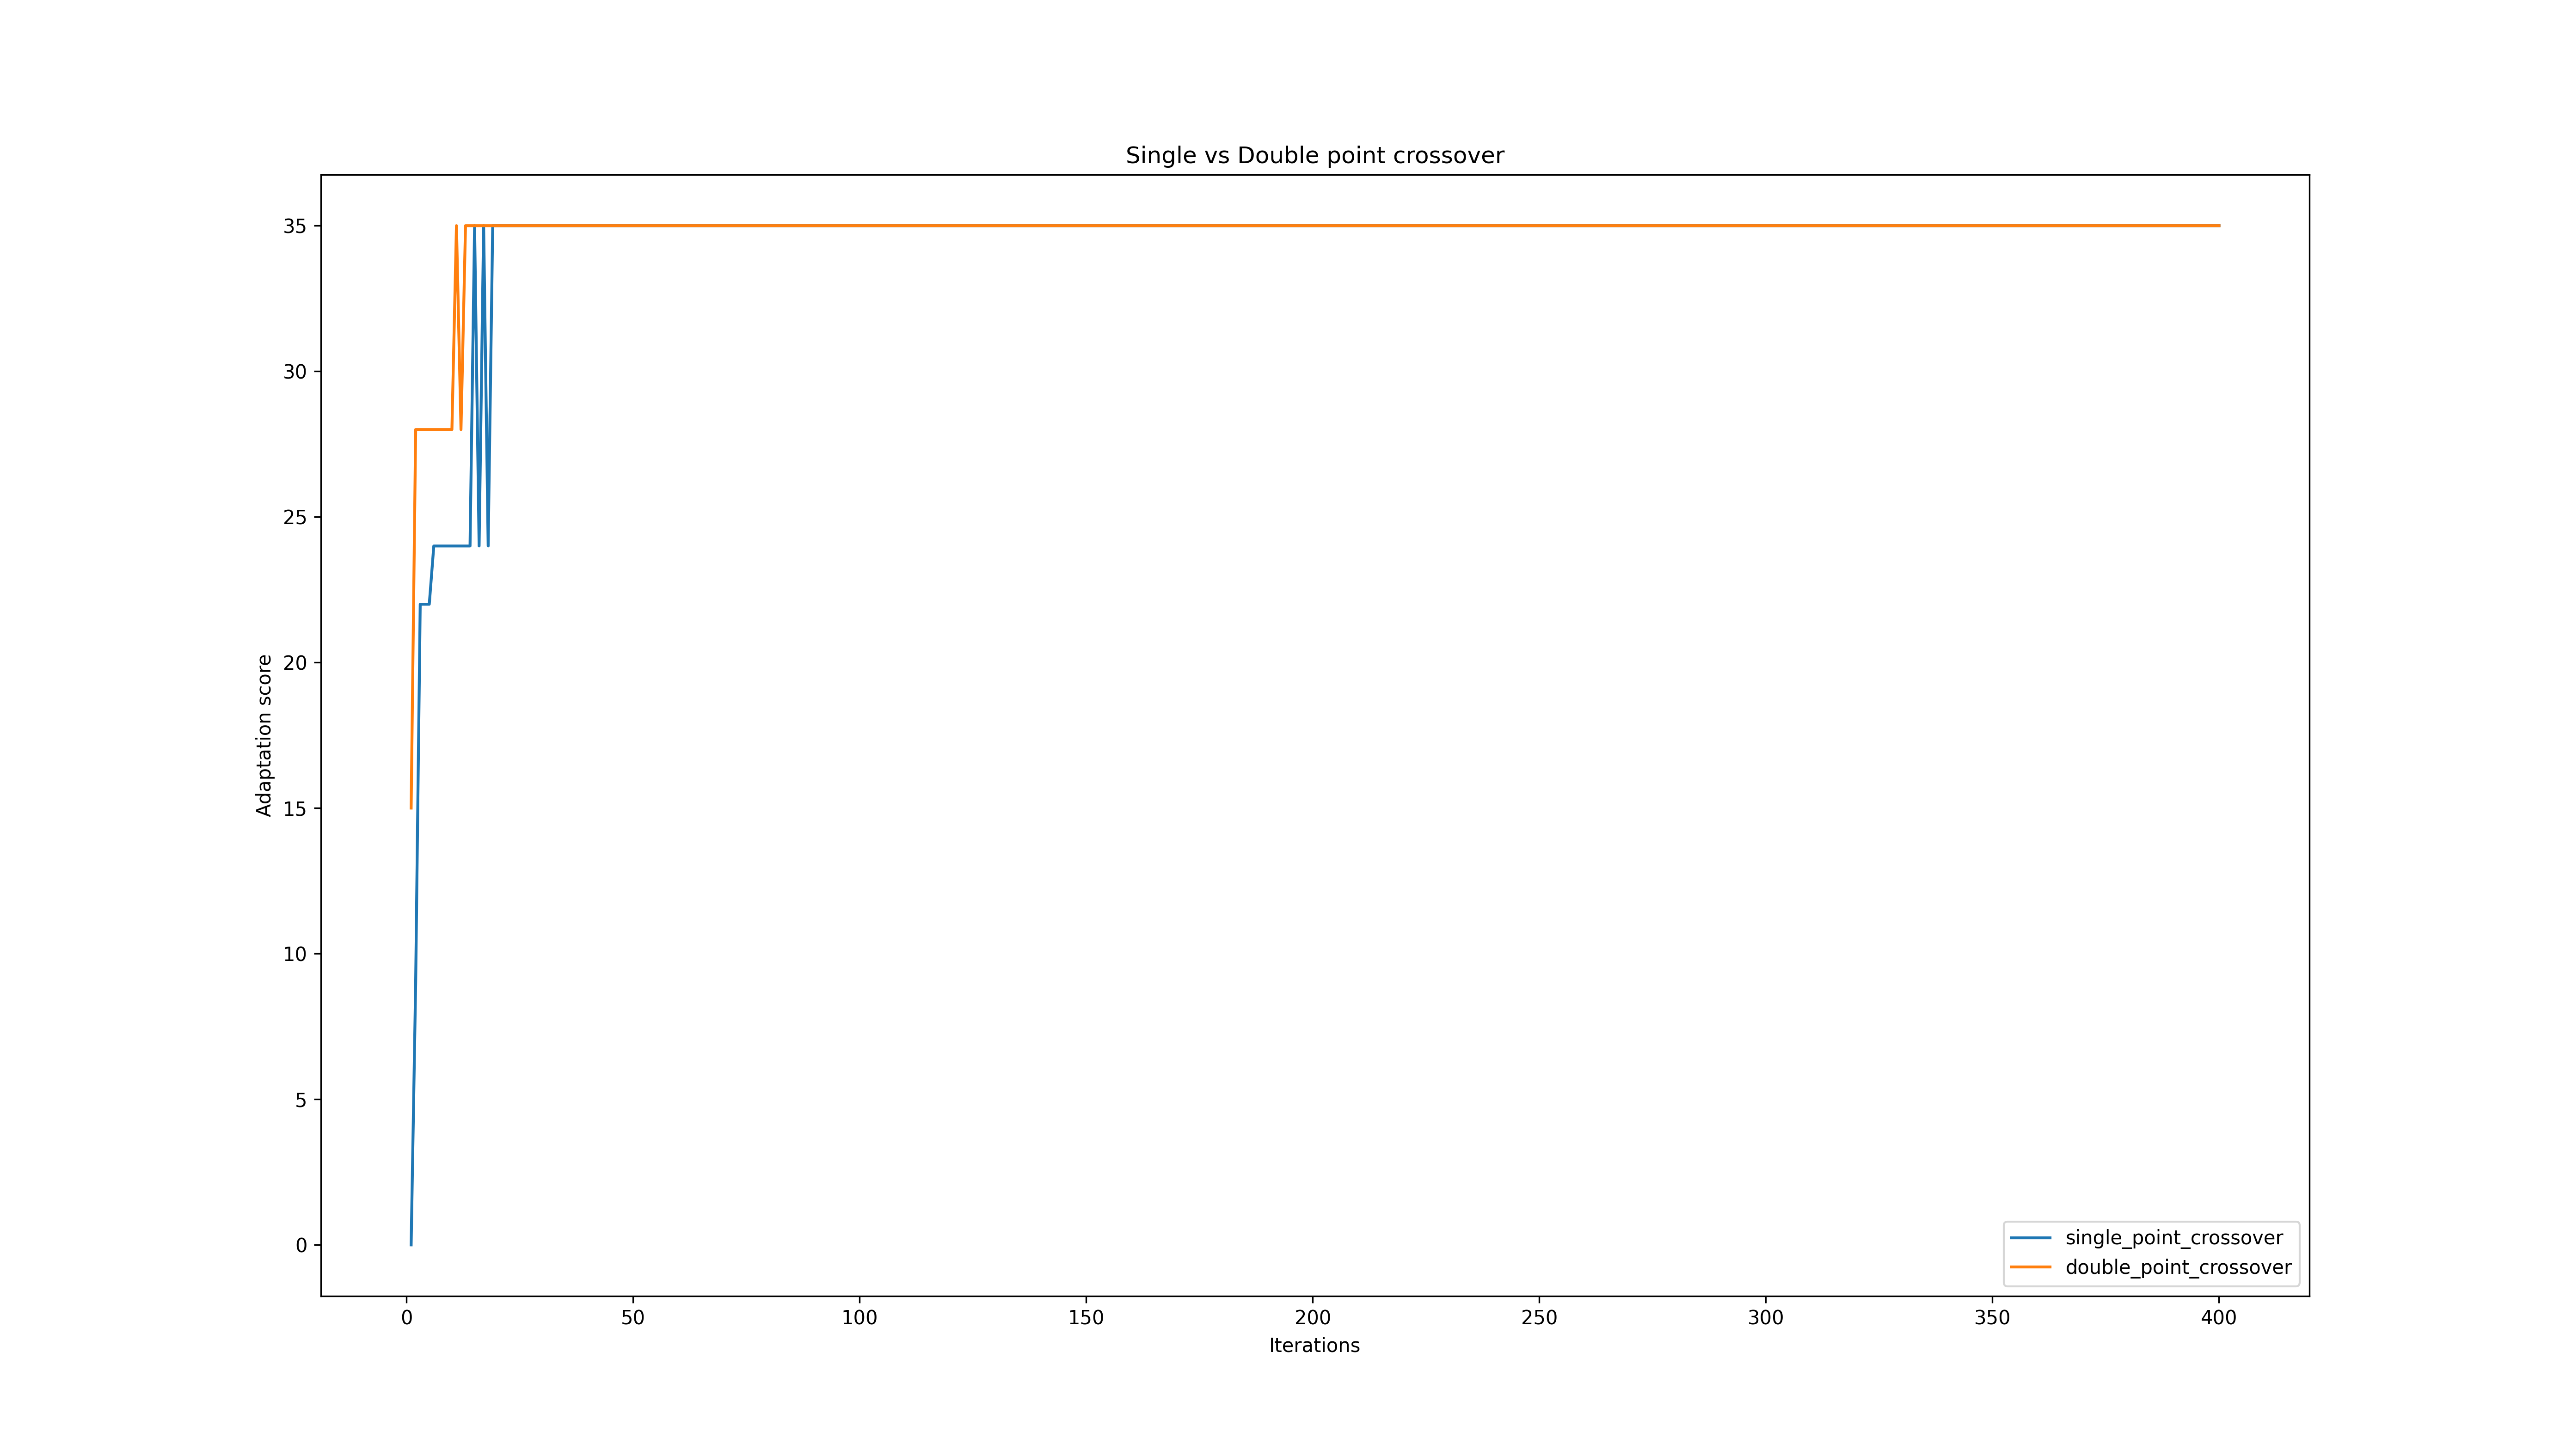 Single vs Double point crossover
35
30
25
20
15
10
5
0
Adaptation score
0 50 100 150 200 250 300 350 400
Iterations
single_point_crossover
double_point_crossover